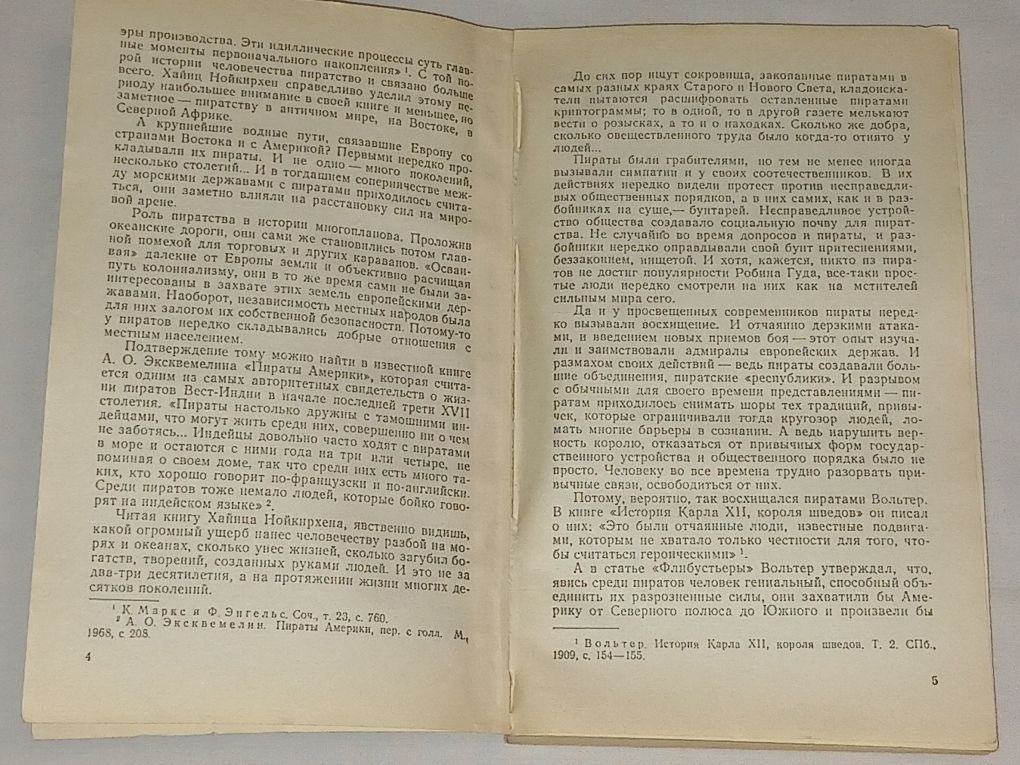 эры производства. Эти идиллические процессы суть глав-
ные моменты первоначального накопления» ¹. С той по-
рой истории человечества пиратство и связано больше
всего. Хайнц Нойкирхен справедливо уделил этому пе-
риоду наибольшее внимание в своей книге и меньшее, но
заметное — пиратству в античном мире, на Востоке, в
Северной Африке.
А крупнейшие водные пути, связавшие Европу со
странами Востока и с Америкой? Первыми нередко про-
кладывали их пираты. И не одно — много поколений,
несколько столетий... И в тогдашнем соперничестве меж-
ду морскими державами с пиратами приходилось счита-
ться, они заметно влияли на расстановку сил на миро-
вой арене.
Роль пиратства в истории многопланова. Проложив
океанские дороги, они сами же становились потом глав-
ной помехой для торговых и других караванов. «Осваи-
вая» далекие от Европы земли и объективно расчищая
путь колониализму, они в то же время сами не были за-
интересованы в захвате этих земель европейскими дер-
жавами. Наоборот, независимость местных народов была
для них залогом их собственной безопасности. Потому-то
у пиратов нередко складывались добрые отношения с
местным населением.
Подтверждение тому можно найти в известной книге
А. О. Эксквемелина «Пираты Америки», которая счита-
ется одним из самых авторитетных свидетельств о жиз-
ни пиратов Вест-Индии в начале последней трети XVII
столетия. «Пираты настолько дружны с тамошними ин-
дейцами, что могут жить среди них, совершенно ни о чем
не заботясь... Индейцы довольно часто ходят с пиратами
в море и остаются с ними года на три или четыре, не
поминая о своем доме, так что среди них есть много та-
ких, кто хорошо говорит по-французски и по-английски.
Среди пиратов тоже немало людей, которые бойко гово-
рят на индейском языке» ².
Читая книгу Хайнца Нойкирхена, явственно видишь,
какой огромный ущерб нанес человечеству разбой на мо-
рях и океанах, сколько унес жизней, сколько загубил бо-
гатств, творений, созданных руками людей. И это не за
два-три десятилетия, а на протяжении жизни многих де-
сятков поколений.
¹ К. Маркс и Ф. Энгельс. Соч., т. 23, с. 760.
² А. О. Эксквемелин. Пираты Америки, пер. с голл. М.,
1968, с. 208.
4
До сих пор ищут сокровища, закопанные пиратами в
самых разных краях Старого и Нового Света, кладоиска-
тели пытаются расшифровать оставленные пиратами
криптограммы; то в одной, то в другой газете мелькают
вести о розысках, а то и о находках. Сколько же добра,
сколько овеществленного труда было когда-то отнято у
людей...
Пираты были грабителями, но тем не менее иногда
вызывали симпатии и у своих соотечественников. В их
действиях нередко видели протест против несправедли-
вых общественных порядков, а в них самих, как и в раз-
бойниках на суше,— бунтарей. Несправедливое устрой-
ство общества создавало социальную почву для пират-
ства. Не случайно во время допросов и пираты, и раз-
бойники нередко оправдывали свой бунт притеснениями,
беззаконием, нищетой. И хотя, кажется, никто из пира-
тов не достиг популярности Робина Гуда, все-таки прос-
тые люди нередко смотрели на них как на мстителей
сильным мира сего.
Да и у просвещенных современников пираты неред-
ко вызывали восхищение. И отчаянно дерзкими атака-
ми, и введением новых приемов боя — этот опыт изуча-
ли и заимствовали адмиралы европейских держав. И
размахом своих действий — ведь пираты создавали боль-
шие объединения, пиратские «республики». И разрывом
с обычными для своего времени представлениями — пи-
ратам приходилось снимать шоры тех традиций, привы-
чек, которые ограничивали тогда кругозор людей, ло-
мать многие барьеры в сознании. А ведь нарушить вер-
ность королю, отказаться от привычных форм государ-
ственного устройства и общественного порядка было не
просто. Человеку во все времена трудно разорвать при-
вычные связи, освободиться от них.
Потому, вероятно, так восхищался пиратами Вольтер.
В книге «История Карла XII, короля шведов» он писал
о них: «Это были отчаянные люди, известные подвига-
ми, которым не хватало только честности для того, что-
бы считаться героическими» ¹.
А в статье «Флибустьеры» Вольтер утверждал, что,
явись среди пиратов человек гениальный, способный объ-
единить их разрозненные силы, они захватили бы Аме-
рику от Северного полюса до Южного и произвели бы
¹ Вольтер. История Карла XII, короля шведов. Т. 2. СПб.,
1909, с. 154—155.
5